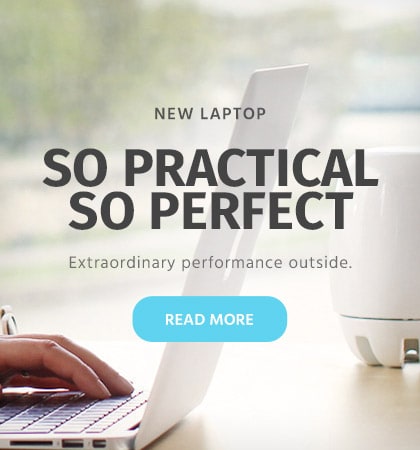 NEW LAPTOP
SO PRACTICAL
SO PERFECT
Extraordinary performance outside.
READ MORE